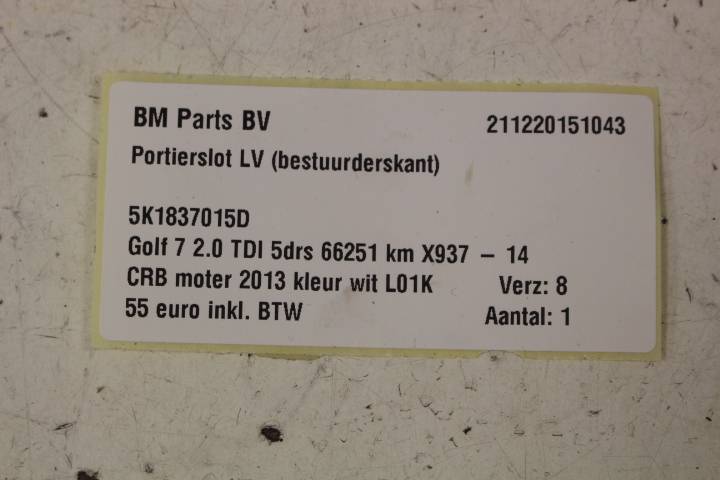 BM Parts BV 211220151043
Portierslot LV (bestuurderskant)
5K1837015D
Golf 7 2.0 TDI 5drs 66251 km X937 – 14
CRB moter 2013 kleur wit L01K Verz: 8
55 euro inkl. BTW Aantal: 1